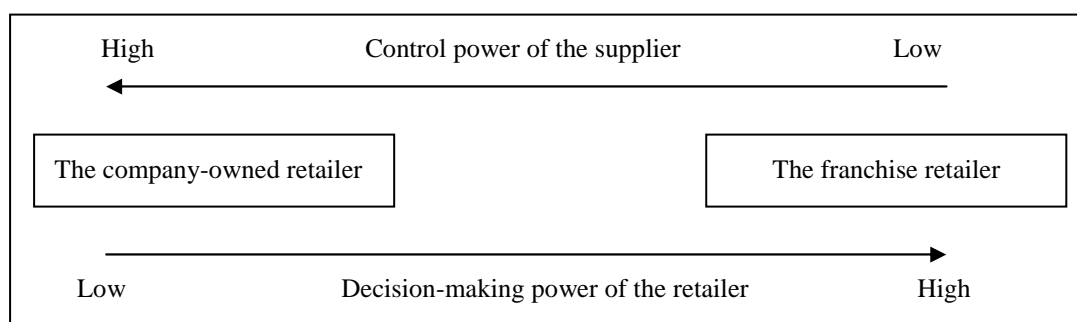 High Control power of the supplier Low
The company-owned retailer The franchise retailer
Low Decision-making power of the retailer High